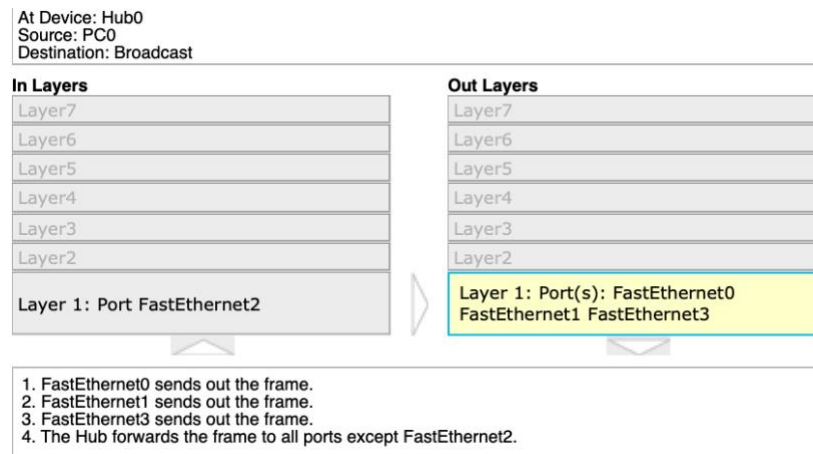 At Device: Hub0
Source: PC0
Destination: Broadcast
In Layers
Layer7
Layer6
Layer5
Layer4
Layer3
Layer2
Layer 1: Port FastEthernet2
Out Layers
Layer7
Layer6
Layer5
Layer4
Layer3
Layer2
Layer 1: Port(s): FastEthernet0
FastEthernet1 FastEthernet3
1. FastEthernet0 sends out the frame.
2. FastEthernet1 sends out the frame.
3. FastEthernet3 sends out the frame.
4. The Hub forwards the frame to all ports except FastEthernet2.